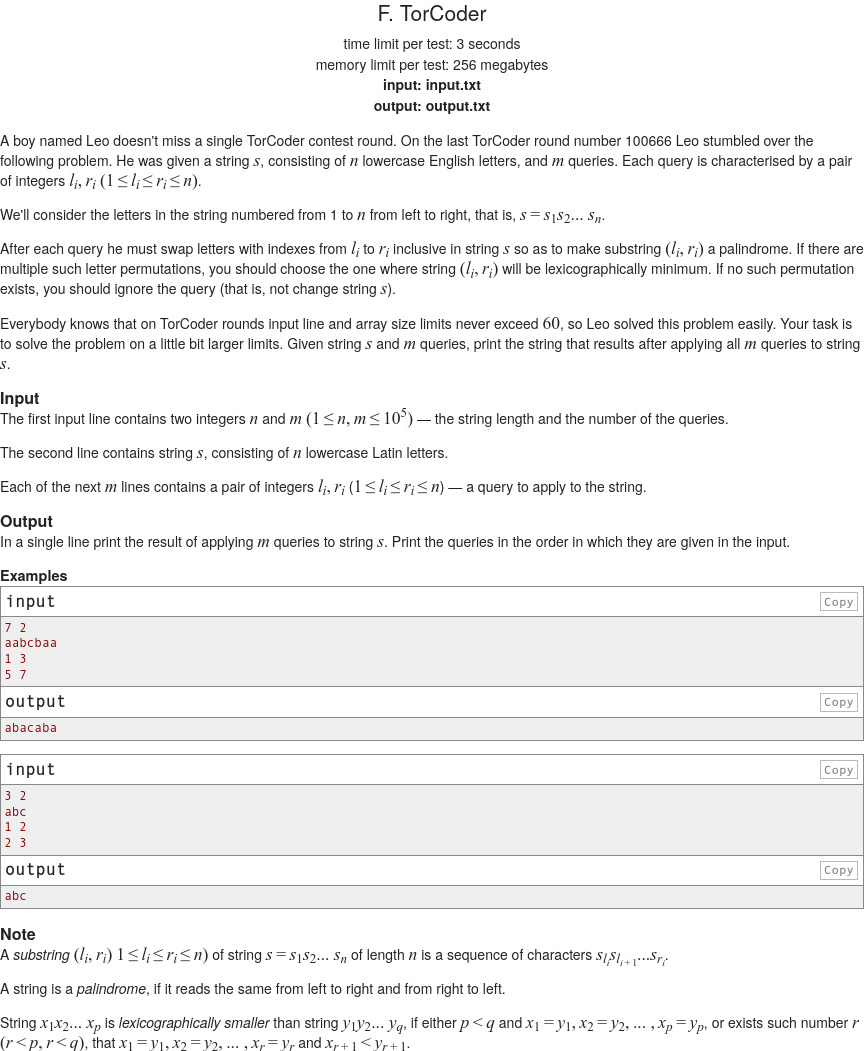 F. TorCoder
time limit per test: 3 seconds
memory limit per test: 256 megabytes
input: input.txt
output: output.txt
A boy named Leo doesn't miss a single TorCoder contest round. On the last TorCoder round number 100666 Leo stumbled over the
following problem. He was given a string s, consisting of n lowercase English letters, and m queries. Each query is characterised by a pair
of integers l_i, r_i (1 ≤ l_i ≤ r_i ≤ n).
We'll consider the letters in the string numbered from 1 to n from left to right, that is, s = s_1s_2... s_n.
After each query he must swap letters with indexes from l_i to r_i inclusive in string s so as to make substring (l_i, r_i) a palindrome. If there are
multiple such letter permutations, you should choose the one where string (l_i, r_i) will be lexicographically minimum. If no such permutation
exists, you should ignore the query (that is, not change string s).
Everybody knows that on TorCoder rounds input line and array size limits never exceed 60, so Leo solved this problem easily. Your task is
to solve the problem on a little bit larger limits. Given string s and m queries, print the string that results after applying all m queries to string
s.
Input
The first input line contains two integers n and m (1 ≤ n, m ≤ 10^5) — the string length and the number of the queries.
The second line contains string s, consisting of n lowercase Latin letters.
Each of the next m lines contains a pair of integers l_i, r_i (1 ≤ l_i ≤ r_i ≤ n) — a query to apply to the string.
Output
In a single line print the result of applying m queries to string s. Print the queries in the order in which they are given in the input.
Examples
input Copy
7 2
aabcbaa
1 3
5 7
output Copy
abacaba
input Copy
3 2
abc
1 2
2 3
output Copy
abc
Note
A substring (l_i, r_i) 1 ≤ l_i ≤ r_i ≤ n) of string s = s_1s_2... s_n of length n is a sequence of characters s_{l_i}s_{l_{i + 1}}...s_{r_i}.
A string is a palindrome, if it reads the same from left to right and from right to left.
String x_1x_2... x_p is lexicographically smaller than string y_1y_2... y_q, if either p < q and x_1 = y_1, x_2 = y_2, ... , x_p = y_p, or exists such number r
(r < p, r < q), that x_1 = y_1, x_2 = y_2, ... , x_r = y_r and x_{r + 1} < y_{r + 1}.